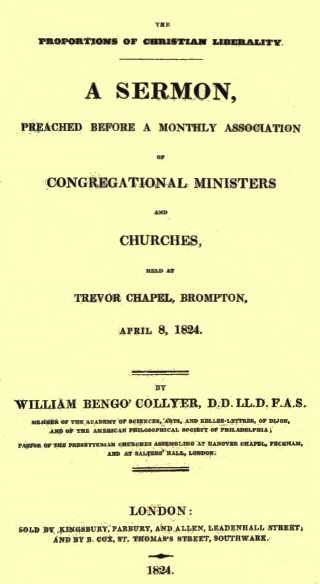 THE
PROPORTIONS OF CHRISTIAN LIBERALITY.
A SERMON,
PREACHED BEFORE A MONTHLY ASSOCIATION
OF
CONGREGATIONAL MINISTERS
AND
CHURCHES,
HELD AT
TREVOR CHAPEL, BROMPTON,
APRIL 8, 1824.
BY
WILLIAM BENGO' COLLYER, D.D. LL.D. F.A.S.
MEMBER OF THE ACADEMY OF SCIENCES, ARTS, AND BELLES-LETTRES, OF DIJON,
AND OF THE AMERICAN PHILOSOPHICAL SOCIETY OF PHILADELPHIA;
PASTOR OF THE PRESBYTERIAN CHURCHES ASSEMBLING AT HANOVER CHAPEL, PECKHAM,
AND AT SALTERS' HALL, LONDON.
LONDON:
SOLD BY KINGSBURY, PARBURY, AND ALLEN, LEADENHALL STREET;
AND BY B. COX, ST. THOMAS'S STREET, SOUTHWARK.
1824.